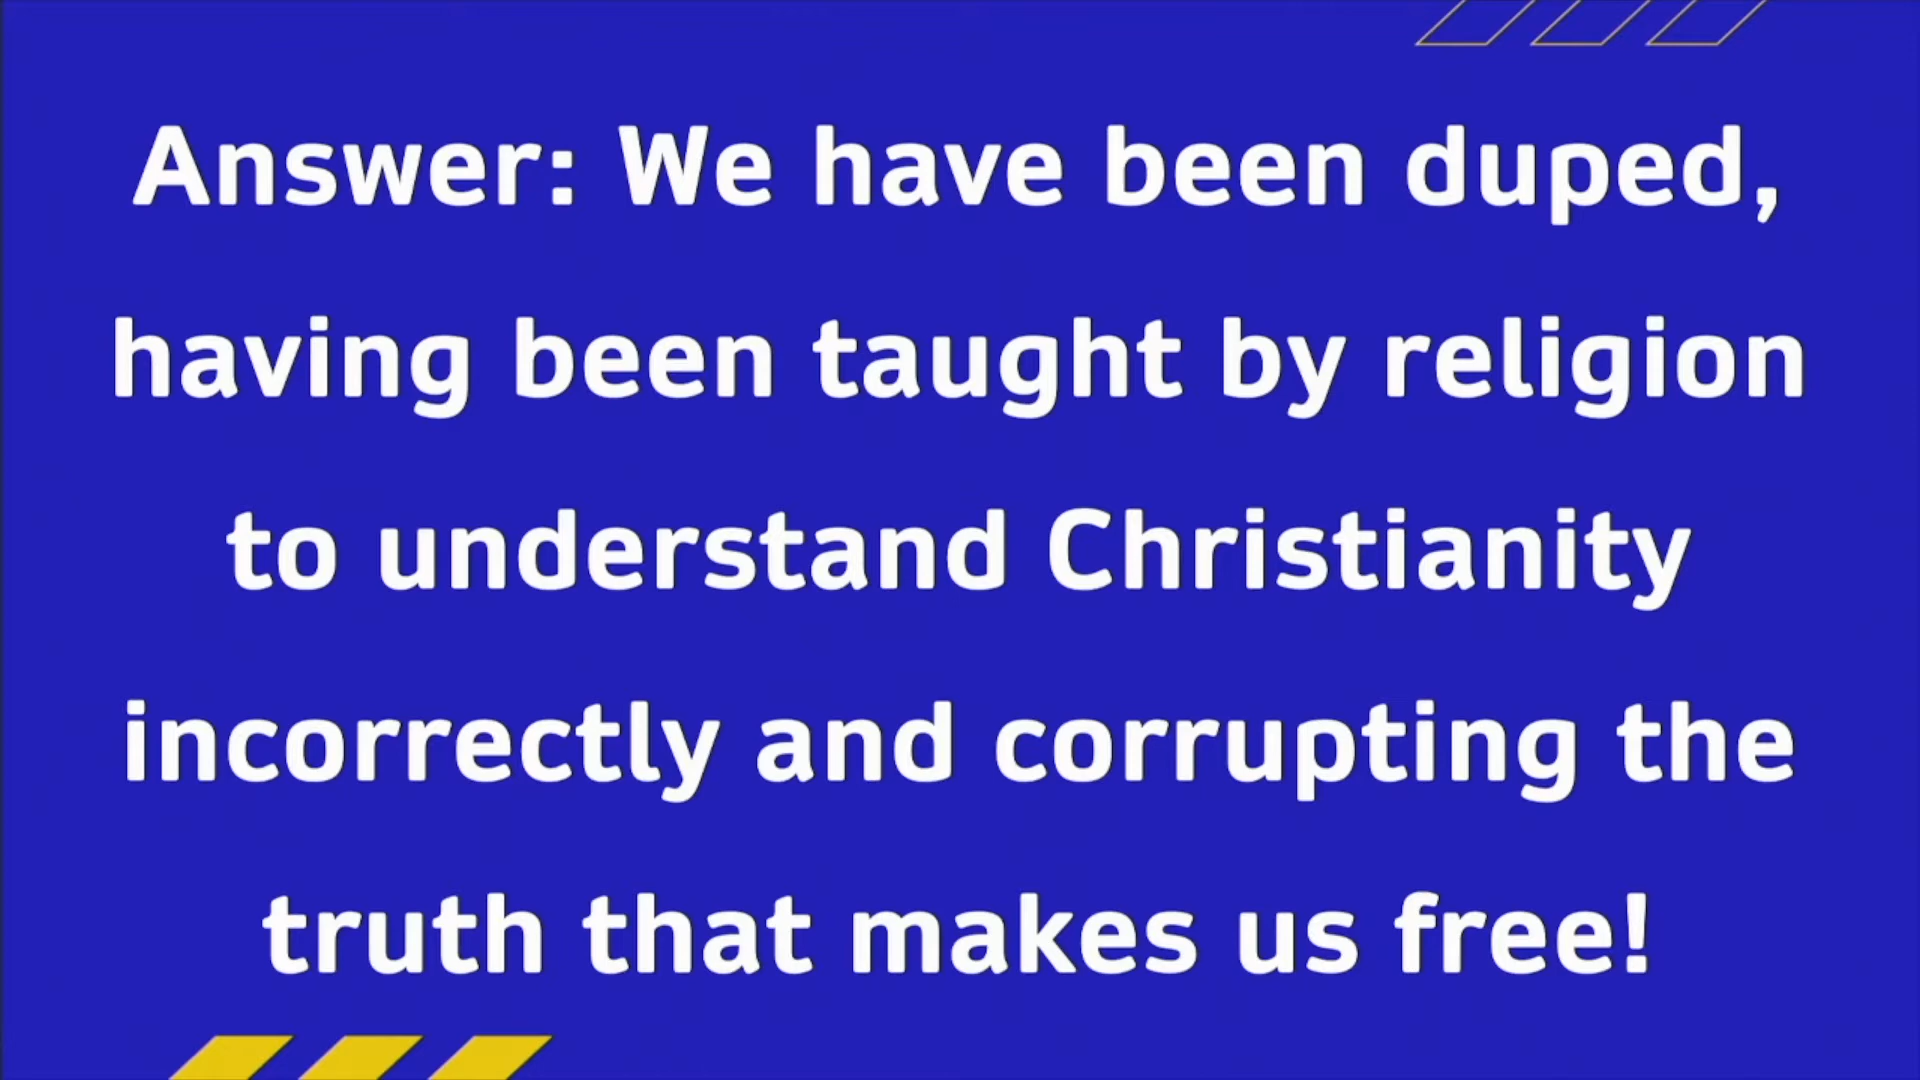 Answer: We have been duped,
having been taught by religion
to understand Christianity
incorrectly and corrupting the
truth that makes us free!